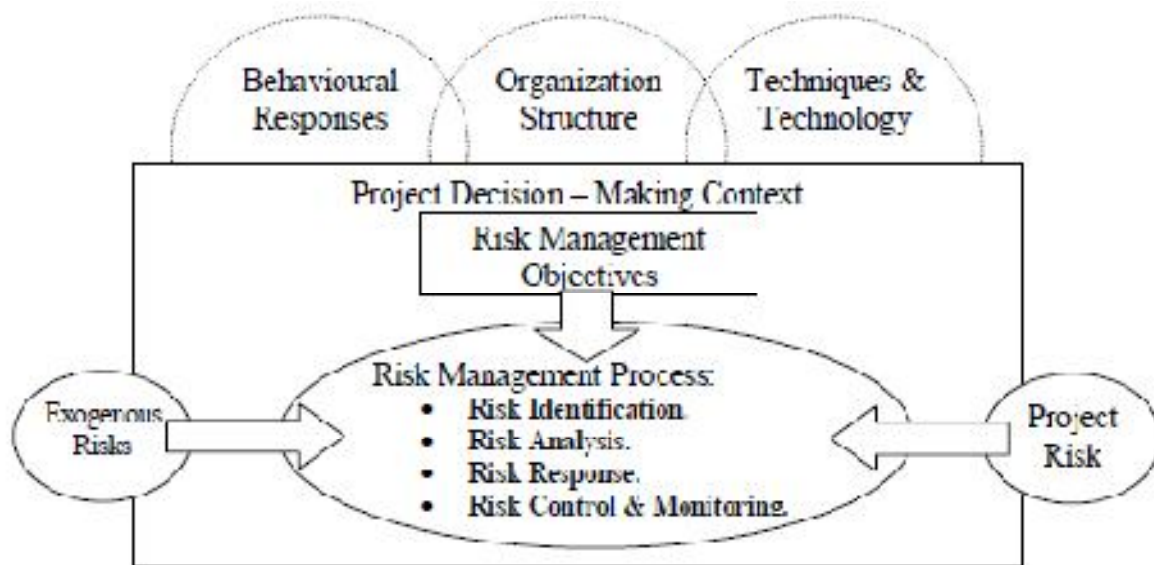 Behavioural
Responses
Organization
Structure
Techniques &
Technology
Project Decision – Making Context
Risk Management
Objectives
Risk Management Process:
• Risk Identification.
• Risk Analysis.
• Risk Response.
• Risk Control & Monitoring.
Exogenous
Risks
Project
Risk